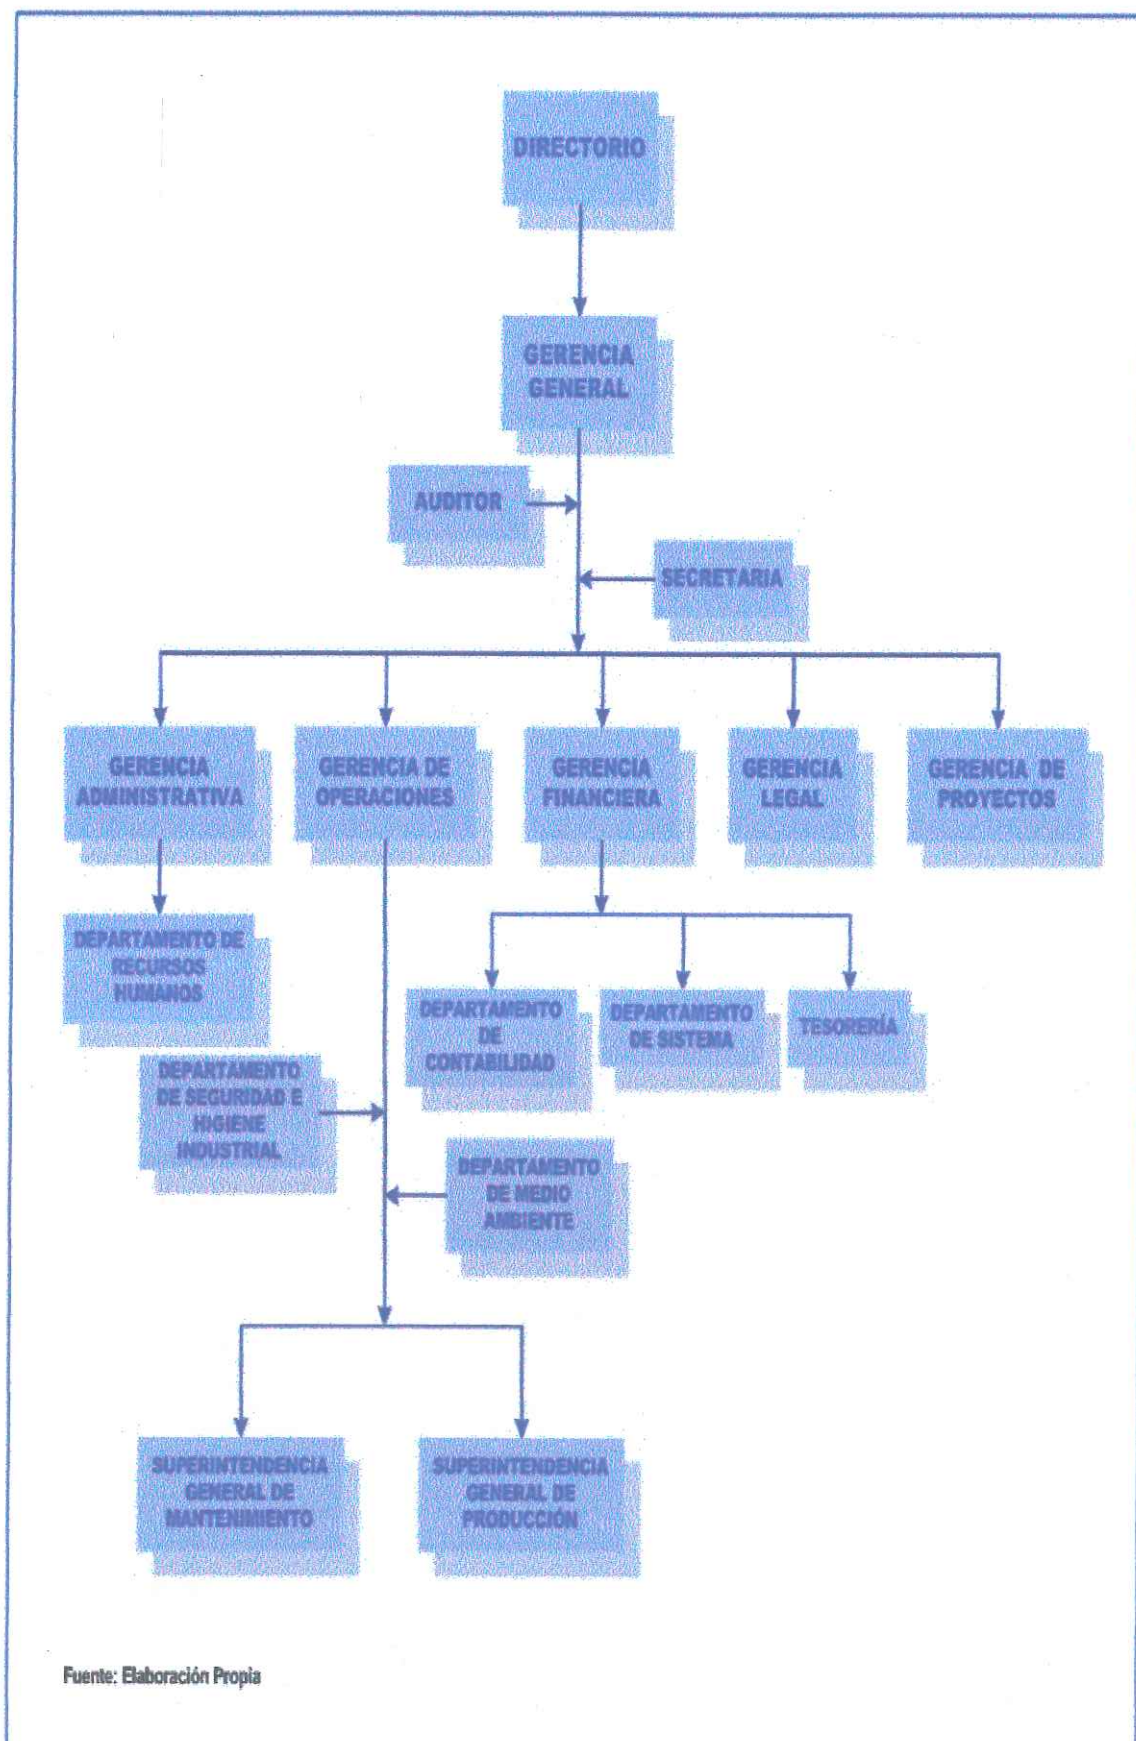 DIRECTORIO
GERENCIA
GENERAL
AUDITOR
SECRETARIA
GERENCIA
ADMINISTRATIVA
GERENCIA DE
OPERACIONES
GERENCIA
FINANCIERA
GERENCIA
LEGAL
GERENCIA DE
PROYECTOS
DEPARTAMENTO DE
RECURSOS
HUMANOS
DEPARTAMENTO
DE
CONTABILIDAD
DEPARTAMENTO
DE SISTEMA
TESORERÍA
DEPARTAMENTO
DE SEGURIDAD E
HIGIENE
INDUSTRIAL
DEPARTAMENTO
DE MEDIO
AMBIENTE
SUPERINTENDENCIA
GENERAL DE
MANTENIMIENTO
SUPERINTENDENCIA
GENERAL DE
PRODUCCIÓN
Fuente: Elaboración Propia